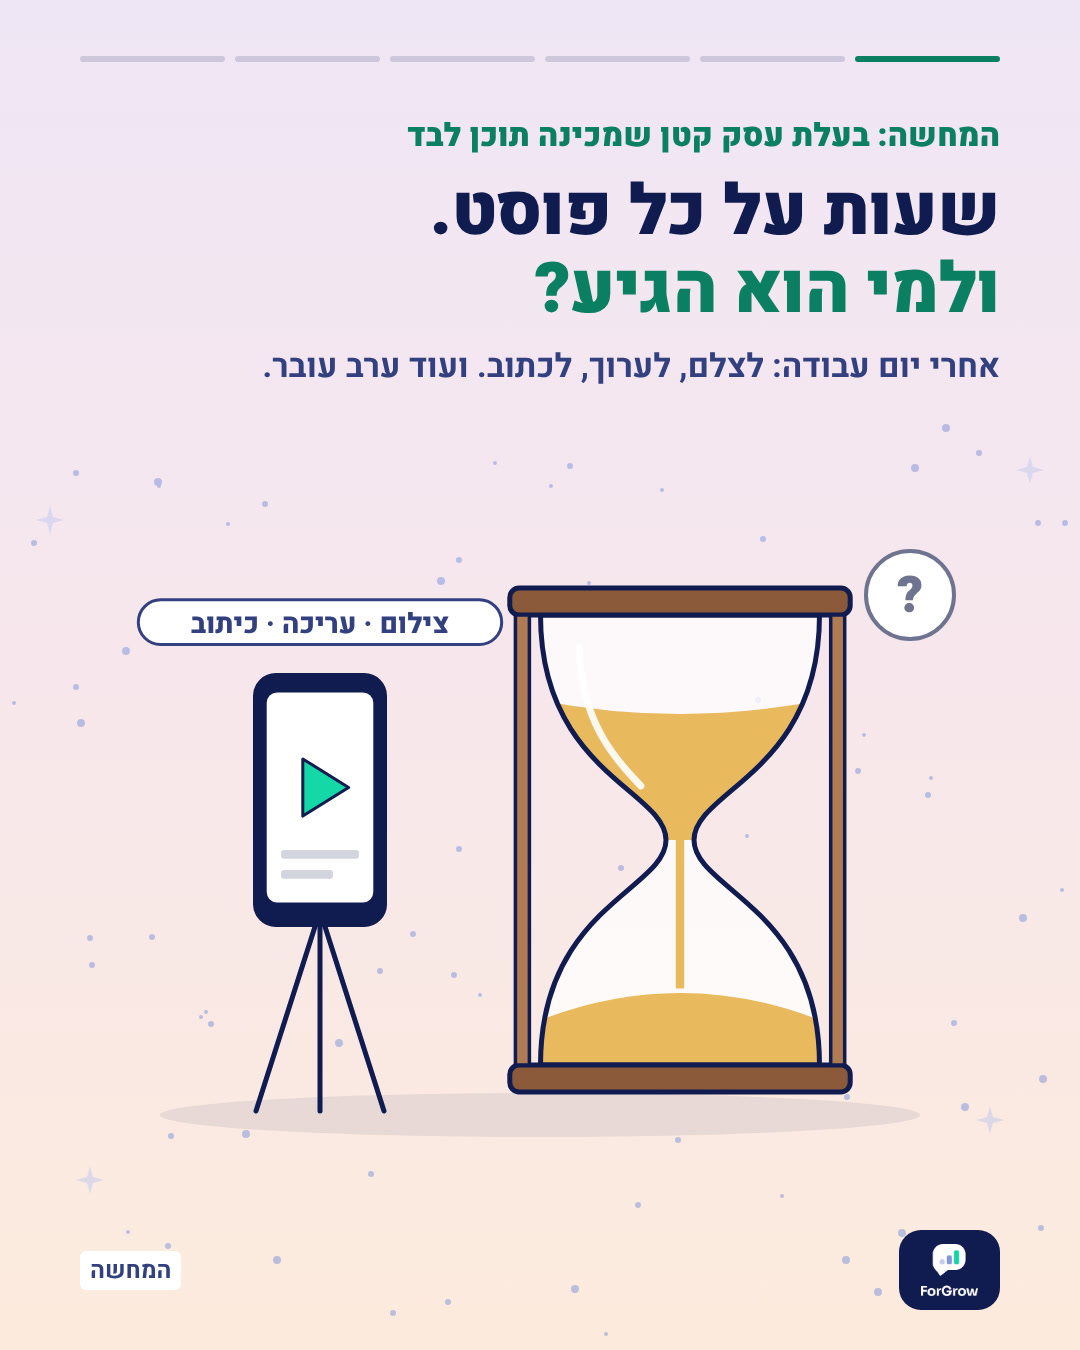 המחשה: בעלת עסק קטן שמכינה תוכן לבד
שעות על כל פוסט.
ולמי הוא הגיע?
אחרי יום עבודה: לצלם, לערוך, לכתוב. ועוד ערב עובר.
?
צילום · עריכה · כיתוב
המחשה
ForGrow